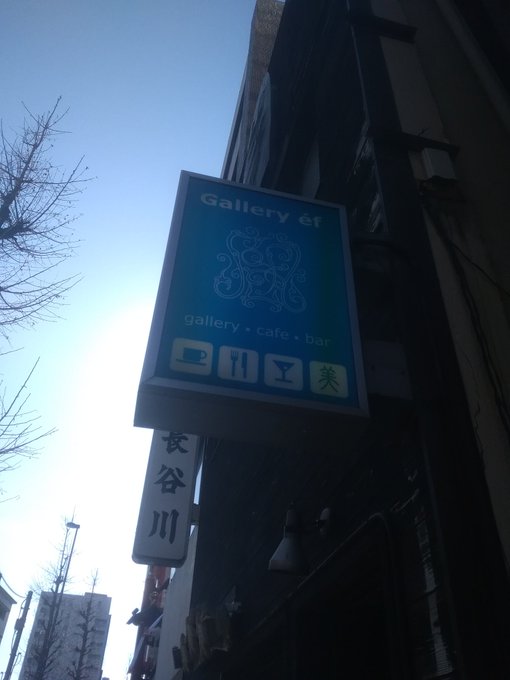 Gallery éf
gallery • cafe • bar
美
長谷川